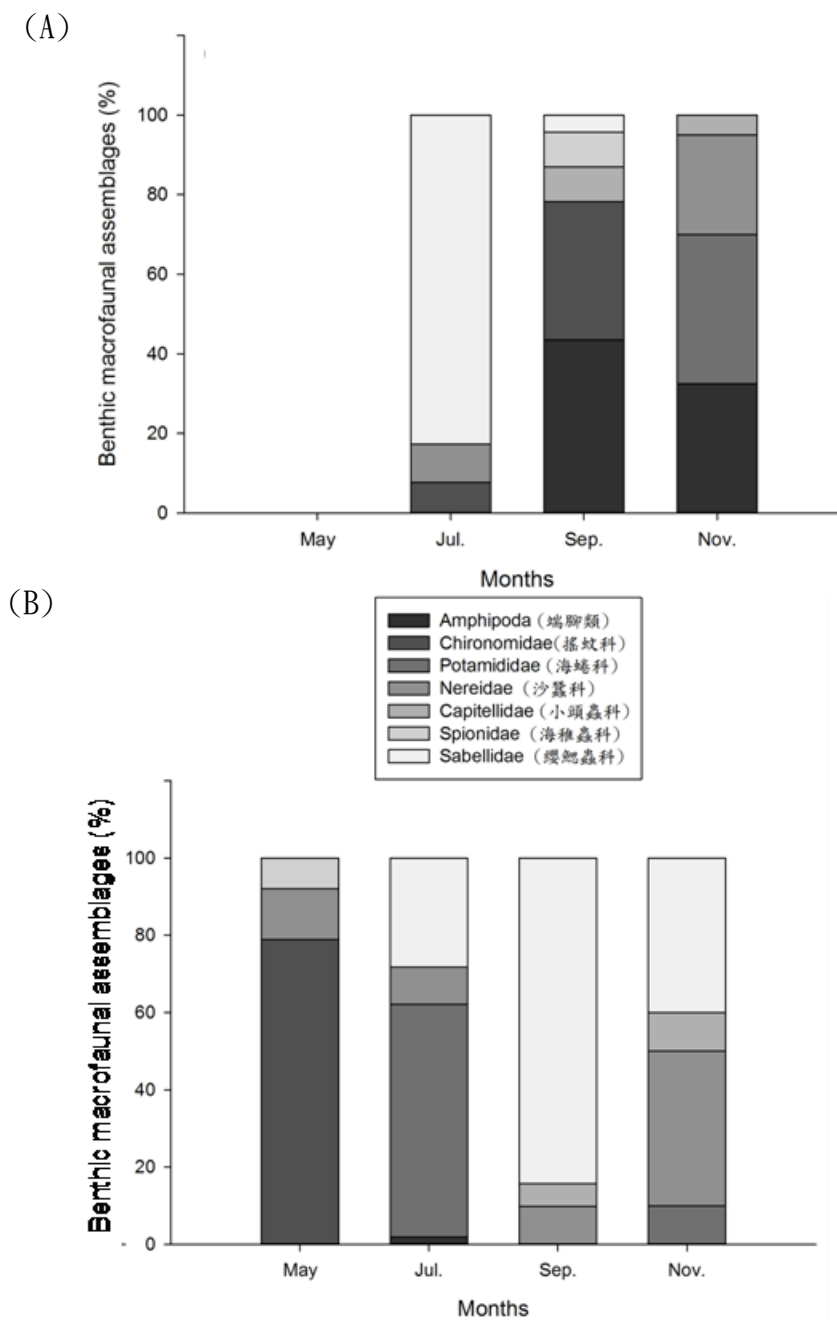 (A)
Benthic macrofaunal assemblages (%)
100
80
60
40
20
0
May Jul. Sep. Nov.
Months
(B)
Amphipoda (端腳類)
Chironomidae(搖蚊科)
Potamididae (海蜷科)
Nereidae (沙蠶科)
Capitellidae (小頭蟲科)
Spionidae (海稚蟲科)
Sabellidae (纓鰓蟲科)
Benthic macrofaunal assemblages (%)
100
80
60
40
20
0
May Jul. Sep. Nov.
Months